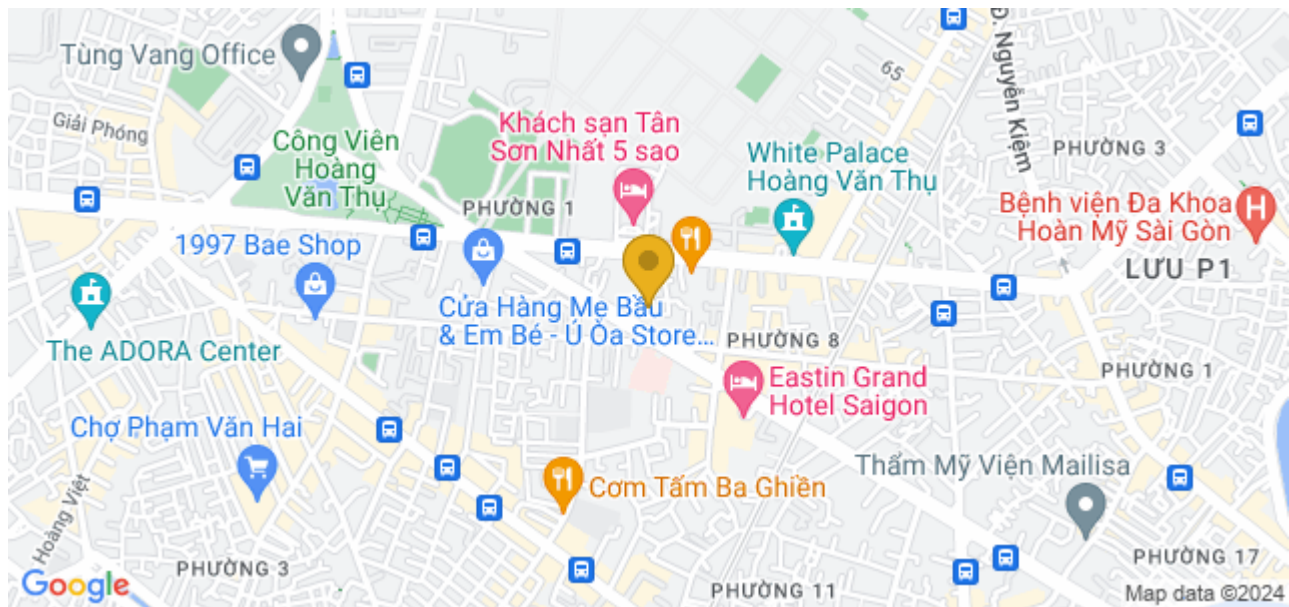 Tùng Vang Office
Giải Phóng
Công Viên
Hoàng
Văn Thụ
Khách sạn Tân
Sơn Nhất 5 sao
65
Đ. Nguyễn Kiệm
PHƯỜNG 3
White Palace
Hoàng Văn Thụ
PHƯỜNG 1
Bệnh viện Đa Khoa
Hoàn Mỹ Sài Gòn
LƯU P1
1997 Bae Shop
Cửa Hàng Mẹ Bầu
& Em Bé - Ú Òa Store...
The ADORA Center
PHƯỜNG 8
PHƯỜNG 1
Eastin Grand
Hotel Saigon
Chợ Phạm Văn Hai
Hoàng Việt
Cơm Tấm Ba Ghiền
Thẩm Mỹ Viện Mailisa
PHƯỜNG 3
PHƯỜNG 11
PHƯỜNG 17
Google
Map data ©2024